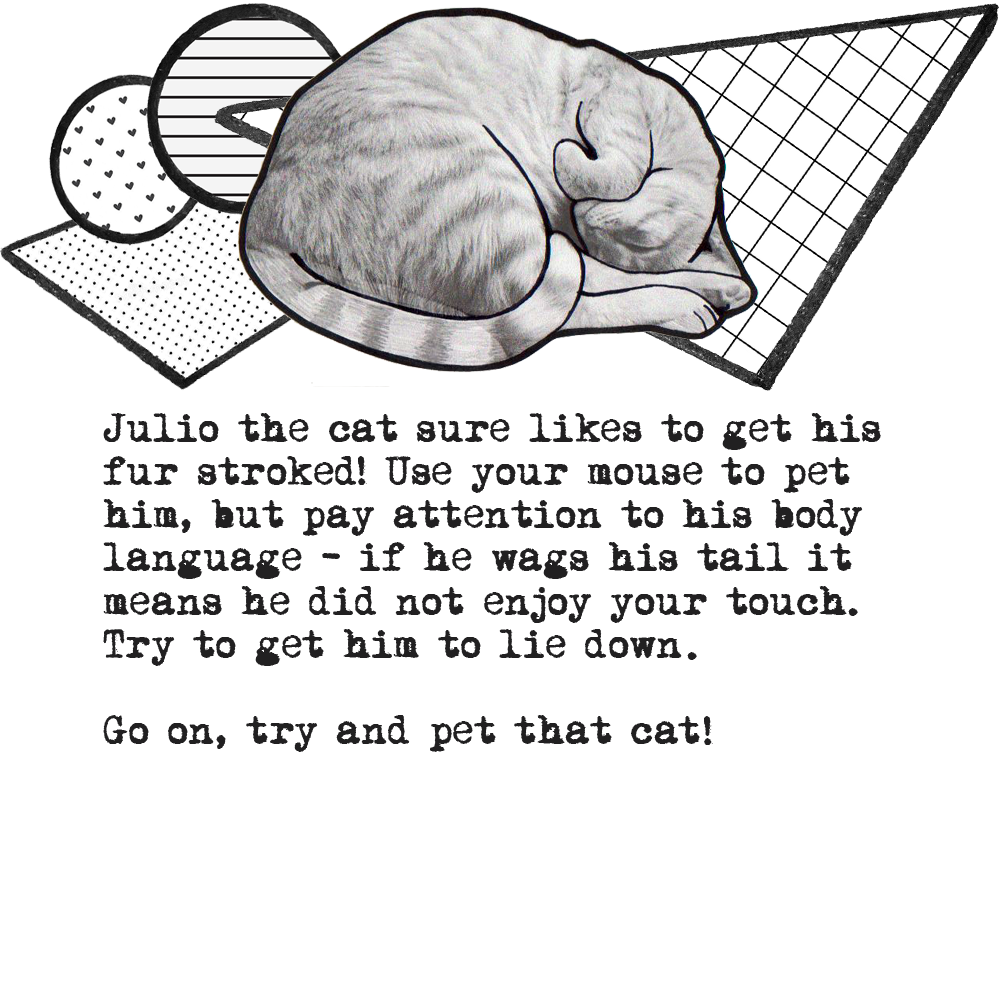 Julio the cat sure likes to get his
fur stroked! Use your mouse to pet
him, but pay attention to his body
language - if he wags his tail it
means he did not enjoy your touch.
Try to get him to lie down.
Go on, try and pet that cat!